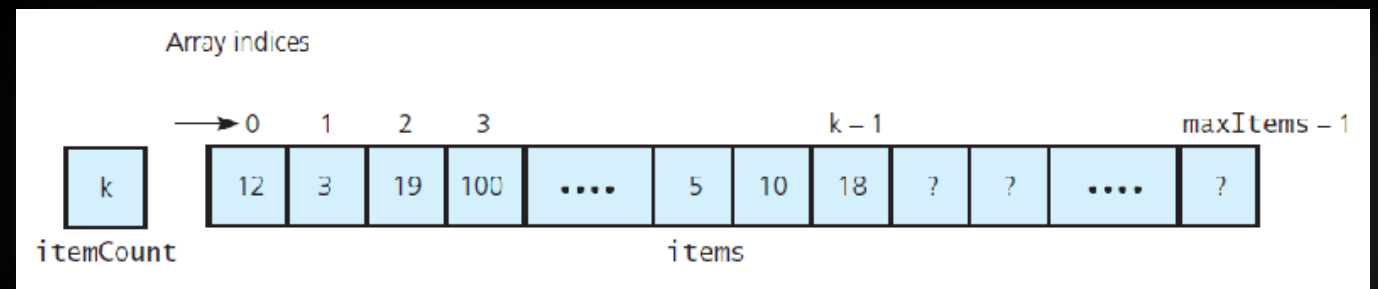 Array indices
0 1 2 3 k – 1 maxItems – 1
k 12 3 19 100 •••• 5 10 18 ? ? •••• ?
itemCount items